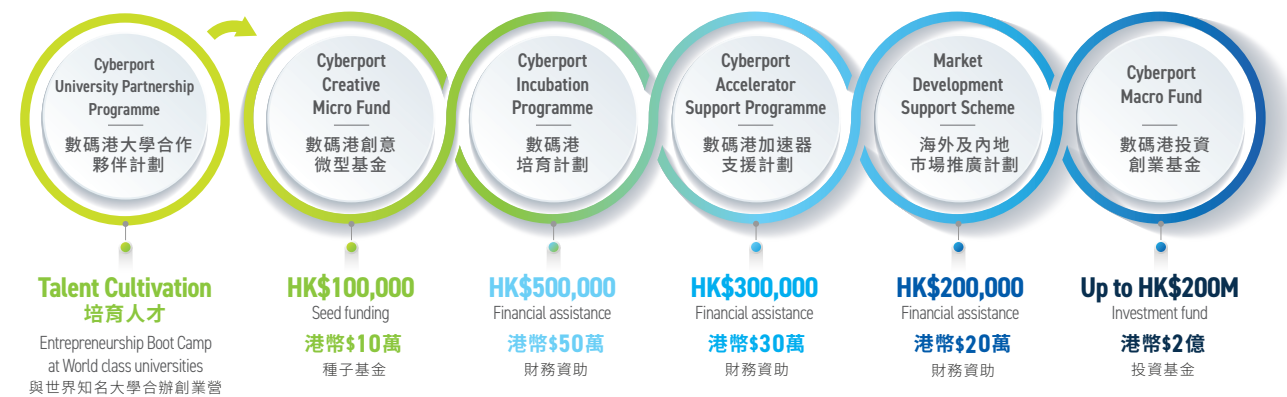 Cyberport
University Partnership
Programme
數碼港大學合作
夥伴計劃
Talent Cultivation
培育人才
Entrepreneurship Boot Camp
at World class universities
與世界知名大學合辦創業營
Cyberport
Creative
Micro Fund
數碼港創意
微型基金
HK$100,000
Seed funding
港幣$10萬
種子基金
Cyberport
Incubation
Programme
數碼港
培育計劃
HK$500,000
Financial assistance
港幣$50萬
財務資助
Cyberport
Accelerator
Support Programme
數碼港加速器
支援計劃
HK$300,000
Financial assistance
港幣$30萬
財務資助
Market
Development
Support Scheme
海外及內地
市場推廣計劃
HK$200,000
Financial assistance
港幣$20萬
財務資助
Cyberport
Macro Fund
數碼港投資
創業基金
Up to HK$200M
Investment fund
港幣$2億
投資基金